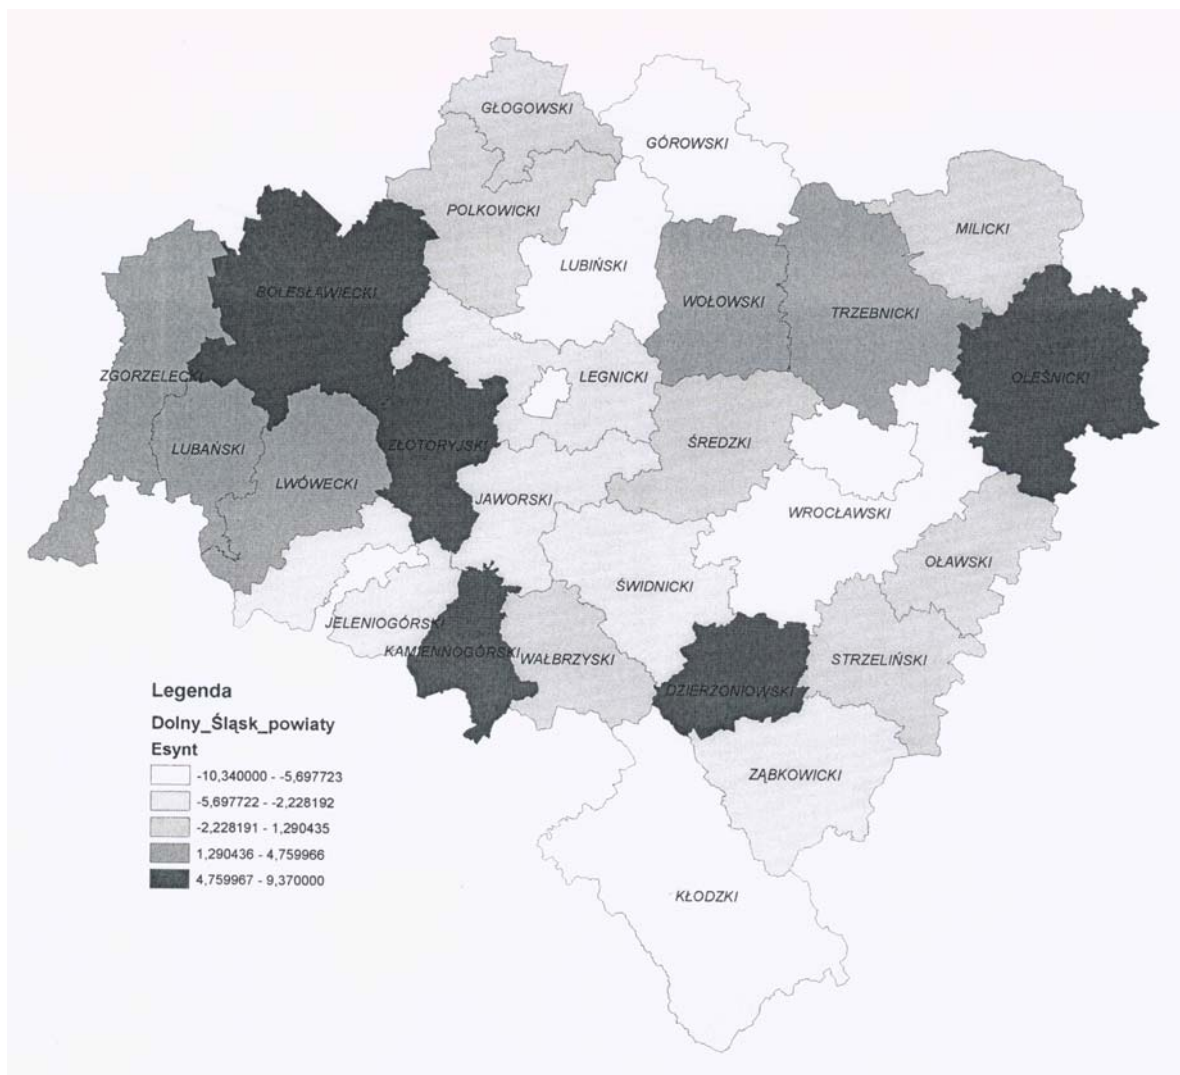 GŁOGOWSKI
GÓROWSKI
POLKOWICKI
MILICKI
LUBIŃSKI
BOLESŁAWIECKI
WOŁOWSKI
TRZEBNICKI
ZGORZELECKI
LEGNICKI
OLEŚNICKI
LUBAŃSKI
ZŁOTORYJSKI
ŚREDZKI
LWÓWECKI
JAWORSKI
WROCŁAWSKI
OŁAWSKI
ŚWIDNICKI
JELENIOGÓRSKI
KAMIENNOGÓRSKI
WAŁBRZYSKI
STRZELIŃSKI
DZIERZONIOWSKI
ZĄBKOWICKI
KŁODZKI
Legenda
Dolny_Śląsk_powiaty
Esynt
-10,340000 - -5,697723
-5,697722 - -2,228192
-2,228191 - 1,290435
1,290436 - 4,759966
4,759967 - 9,370000